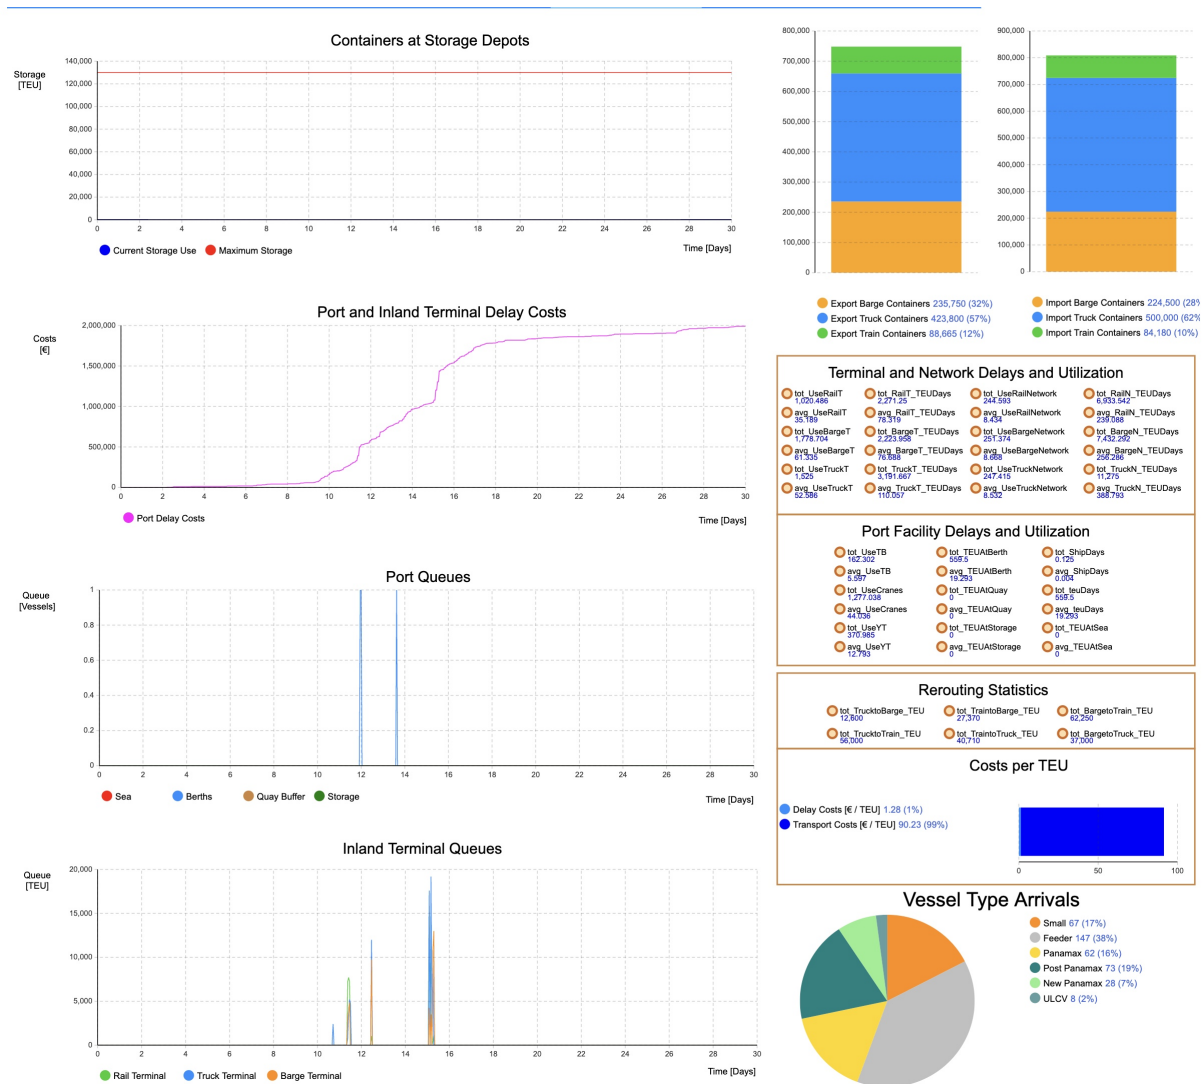 Containers at Storage Depots
Storage
[TEU]
140,000
120,000
100,000
80,000
60,000
40,000
20,000
0
0 2 4 6 8 10 12 14 16 18 20 22 24 26 28 30
Current Storage Use Maximum Storage
Time [Days]
Port and Inland Terminal Delay Costs
Costs
[€]
2,000,000
1,500,000
1,000,000
500,000
0
0 2 4 6 8 10 12 14 16 18 20 22 24 26 28 30
Port Delay Costs
Time [Days]
Port Queues
Queue
[Vessels]
1
0.8
0.6
0.4
0.2
0
0 2 4 6 8 10 12 14 16 18 20 22 24 26 28 30
Sea Berths Quay Buffer Storage
Time [Days]
Inland Terminal Queues
Queue
[TEU]
20,000
15,000
10,000
5,000
0
0 2 4 6 8 10 12 14 16 18 20 22 24 26 28 30
Rail Terminal Truck Terminal Barge Terminal
Time [Days]
800,000
700,000
600,000
500,000
400,000
300,000
200,000
100,000
0
Export Barge Containers 235,750 (32%)
Export Truck Containers 423,800 (57%)
Export Train Containers 88,665 (12%)
900,000
800,000
700,000
600,000
500,000
400,000
300,000
200,000
100,000
0
Import Barge Containers 224,500 (28%
Import Truck Containers 500,000 (62%
Import Train Containers 84,180 (10%)
Terminal and Network Delays and Utilization
tot_UseRailT tot_RailT_TEUDays tot_UseRailNetwork tot_RailN_TEUDays
1,020.486 2,271.25 244.593 6,933.542
avg_UseRailT avg_RailT_TEUDays avg_UseRailNetwork avg_RailN_TEUDays
35.189 78.319 8.434 239.088
tot_UseBargeT tot_BargeT_TEUDays tot_UseBargeNetwork tot_BargeN_TEUDays
1,778.704 2,223.958 251.374 7,432.292
avg_UseBargeT avg_BargeT_TEUDays avg_UseBargeNetwork avg_BargeN_TEUDays
61.335 76.688 8.668 256.286
tot_UseTruckT tot_TruckT_TEUDays tot_UseTruckNetwork tot_TruckN_TEUDays
1,525 3,191.667 247.415 11,275
avg_UseTruckT avg_TruckT_TEUDays avg_UseTruckNetwork avg_TruckN_TEUDays
52.586 110.057 8.532 388.793
Port Facility Delays and Utilization
tot_UseTB tot_TEUAtBerth tot_ShipDays
162.302 559.5 0.125
avg_UseTB avg_TEUAtBerth avg_ShipDays
5.597 19.293 0.004
tot_UseCranes tot_TEUAtQuay tot_teuDays
1,277.038 0 559.5
avg_UseCranes avg_TEUAtQuay avg_teuDays
44.036 0 19.293
tot_UseYT tot_TEUAtStorage tot_TEUAtSea
370.985 0 0
avg_UseYT avg_TEUAtStorage avg_TEUAtSea
12.793 0 0
Rerouting Statistics
tot_TrucktoBarge_TEU tot_TraintoBarge_TEU tot_BargetoTrain_TEU
12,600 27,370 62,250
tot_TrucktoTrain_TEU tot_TraintoTruck_TEU tot_BargetoTruck_TEU
56,000 40,710 37,000
Costs per TEU
Delay Costs [€ / TEU] 1.28 (1%)
Transport Costs [€ / TEU] 90.23 (99%)
0 50 100
Vessel Type Arrivals
Small 67 (17%)
Feeder 147 (38%)
Panamax 62 (16%)
Post Panamax 73 (19%)
New Panamax 28 (7%)
ULCV 8 (2%)